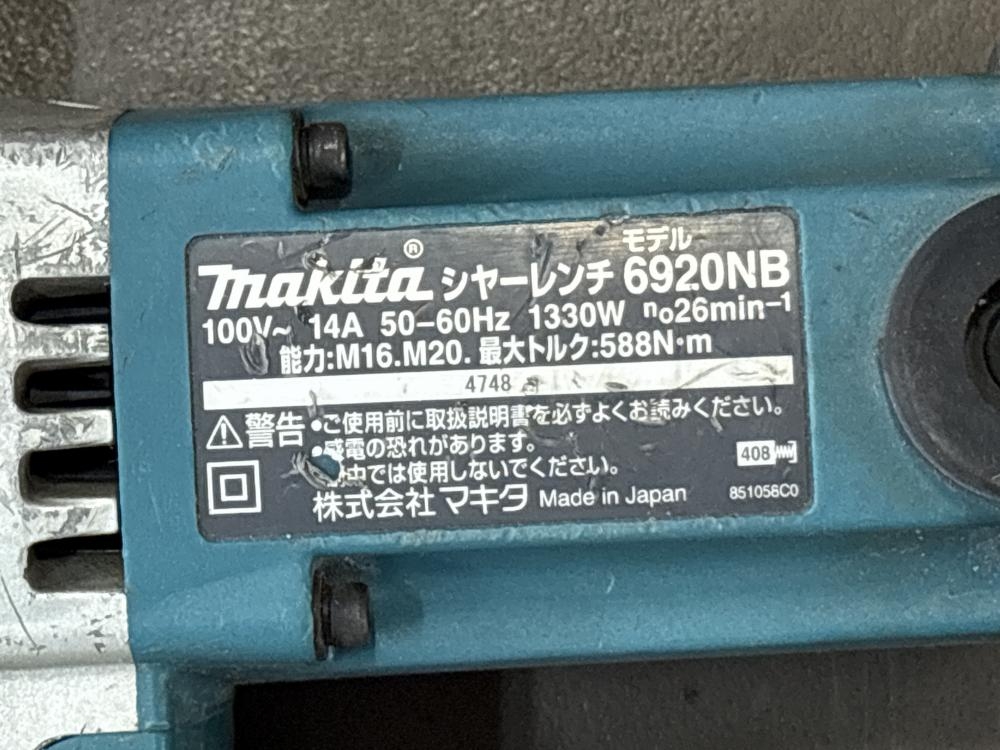 モデル
makita® シャーレンチ 6920NB
100V~ 14A 50-60Hz 1330W n₀26min⁻¹
能力:M16.M20. 最大トルク:588N·m
4748
⚠警告 •ご使用前に取扱説明書を必ずよくお読みください。
•感電の恐れがあります。
中では使用しないでください。
408
株式会社 マキタ Made in Japan 851056C0